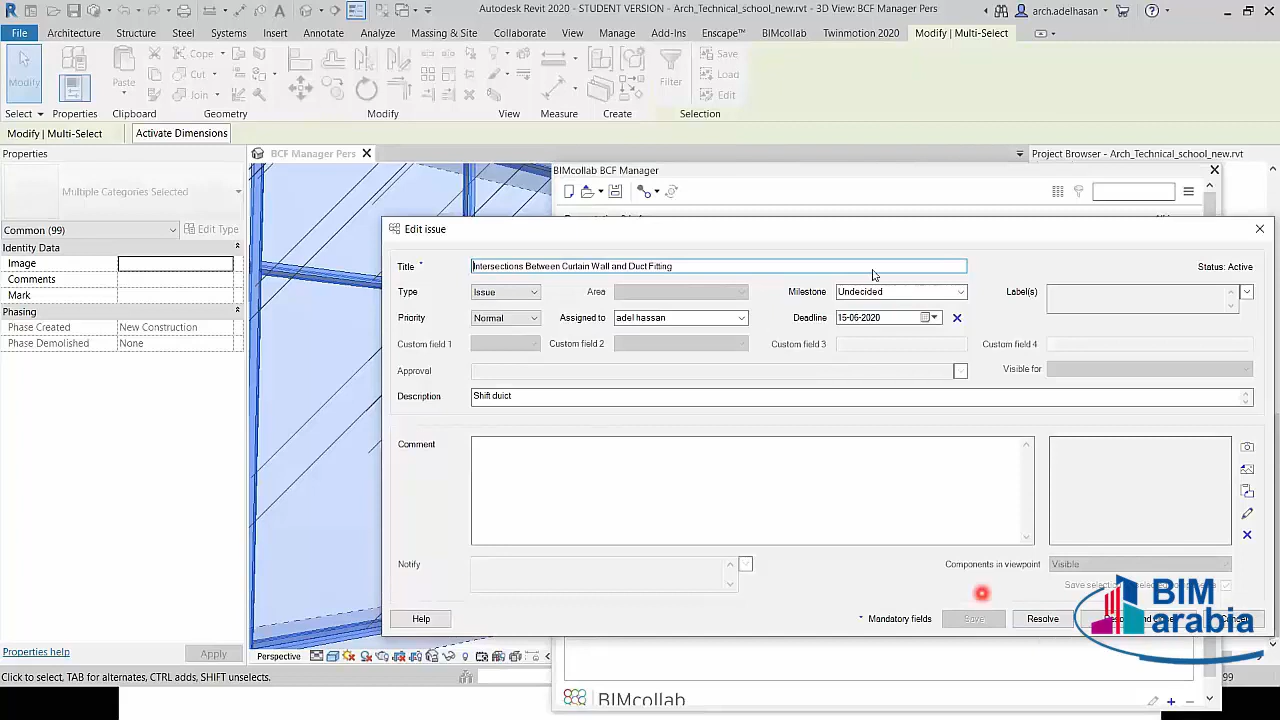 Autodesk Revit 2020 - STUDENT VERSION - Arch_Technical_school_new.rvt - 3D View: BCF Manager Pers
arch.adelhasan
File Architecture Structure Steel Systems Insert Annotate Analyze Massing & Site Collaborate View Manage Add-Ins Enscape™ BIMcollab Twinmotion 2020 Modify | Multi-Select
Cope
Save
Modify
Paste
Cut
Filter
Load
Join
Edit
Select Properties Clipboard Geometry Modify View Measure Create Selection
Modify | Multi-Select Activate Dimensions
Properties
BCF Manager Pers
Project Browser - Arch_Technical_school_new.rvt
BIMcollab BCF Manager
Multiple Categories Selected
Common (99) Edit Type
Edit issue
Identity Data
Image
Comments
Mark
Phasing
Phase Created New Construction
Phase Demolished None
Title * Intersections Between Curtain Wall and Duct Fitting Status: Active
Type Issue Area Milestone Undecided Label(s)
Priority Normal Assigned to adel hassan Deadline 15-06-2020
Custom field 1 Custom field 2 Custom field 3 Custom field 4
Approval Visible for
Description Shift duict
Comment
Notify Components in viewpoint Visible
Help * Mandatory fields Save Resolve
BIM
arabia
Properties help Apply
Perspective
Click to select, TAB for alternates, CTRL adds, SHIFT unselects.
BIMcollab